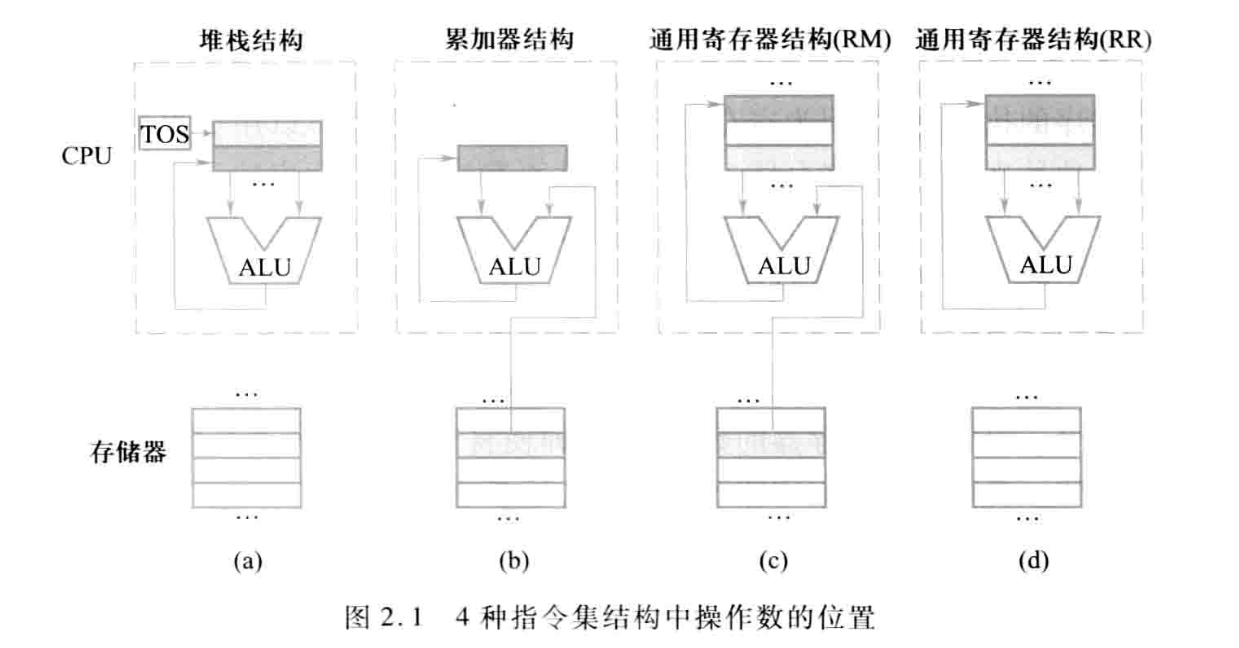 堆栈结构 累加器结构 通用寄存器结构(RM) 通用寄存器结构(RR)
… …
TOS
CPU
… …
ALU ALU ALU ALU
… … … …
存储器
… … … …
(a) (b) (c) (d)
图 2.1 4 种指令集结构中操作数的位置